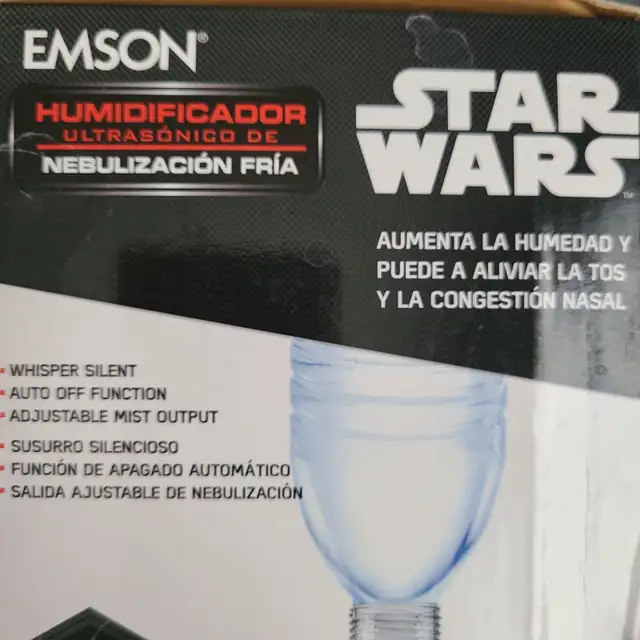 EMSON®
HUMIDIFICADOR
ULTRASÓNICO DE
NEBULIZACIÓN FRÍA
STAR
WARS™
AUMENTA LA HUMEDAD Y
PUEDE A ALIVIAR LA TOS
Y LA CONGESTIÓN NASAL
- WHISPER SILENT
- AUTO OFF FUNCTION
- ADJUSTABLE MIST OUTPUT
- SUSURRO SILENCIOSO
- FUNCIÓN DE APAGADO AUTOMÁTICO
- SALIDA AJUSTABLE DE NEBULIZACIÓN